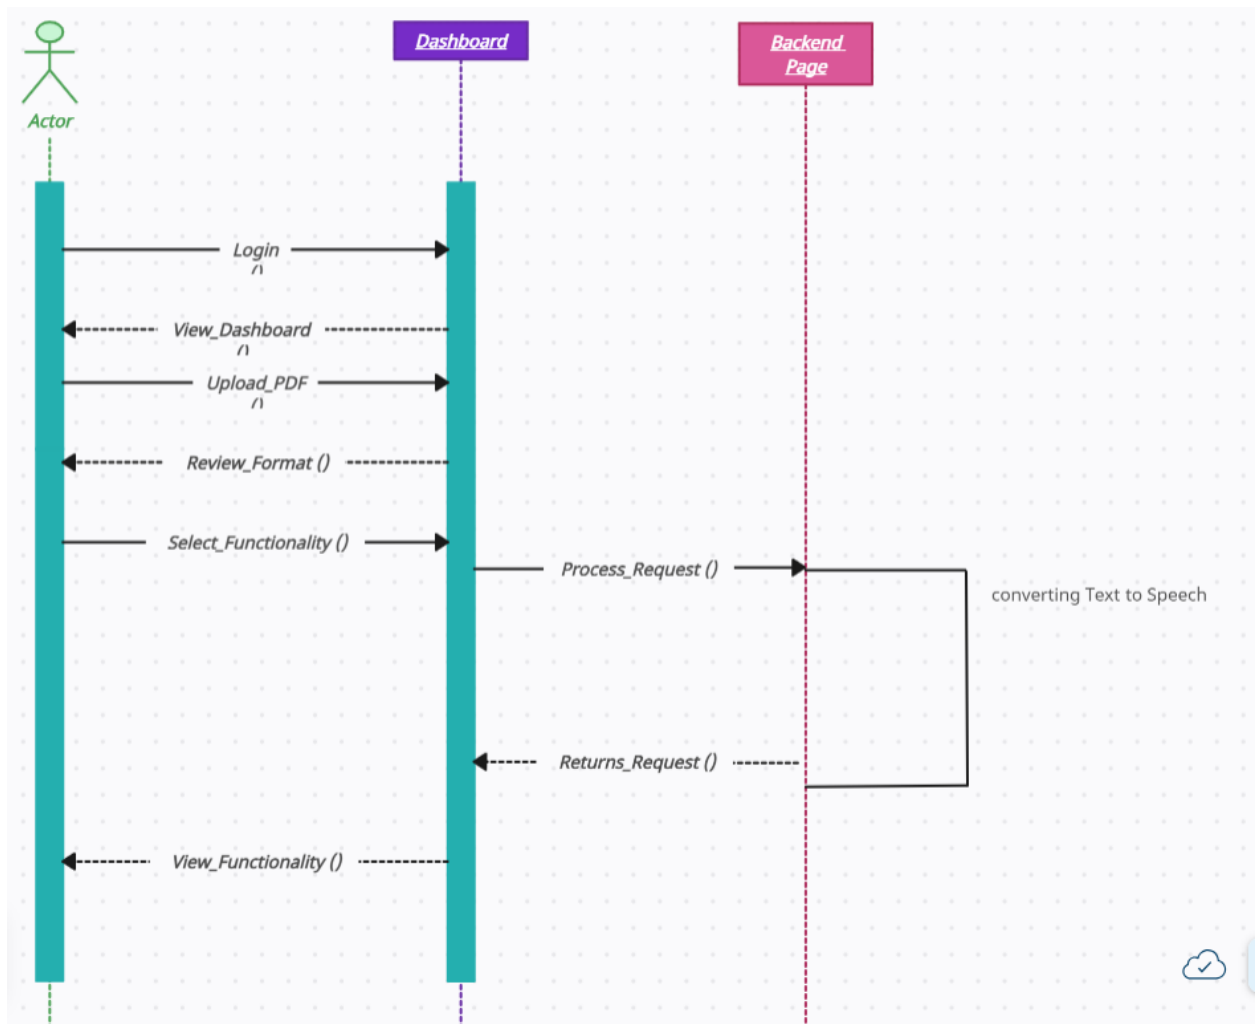 Dashboard
Backend
Page
Actor
Login
()
View_Dashboard
()
Upload_PDF
()
Review_Format ()
Select_Functionality ()
Process_Request ()
converting Text to Speech
Returns_Request ()
View_Functionality ()